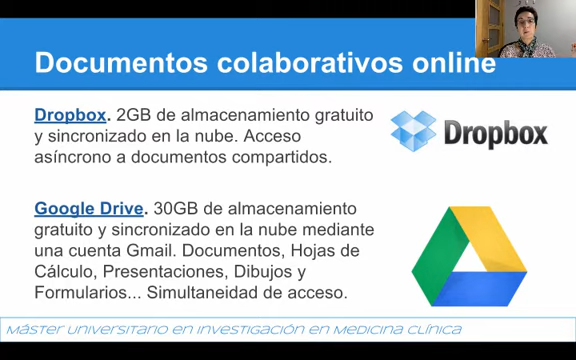 Documentos colaborativos online
Dropbox. 2GB de almacenamiento gratuito
y sincronizado en la nube. Acceso
asíncrono a documentos compartidos.
Dropbox
Google Drive. 30GB de almacenamiento
gratuito y sincronizado en la nube mediante
una cuenta Gmail. Documentos, Hojas de
Cálculo, Presentaciones, Dibujos y
Formularios... Simultaneidad de acceso.
Máster Universitario en Investigación en Medicina Clínica